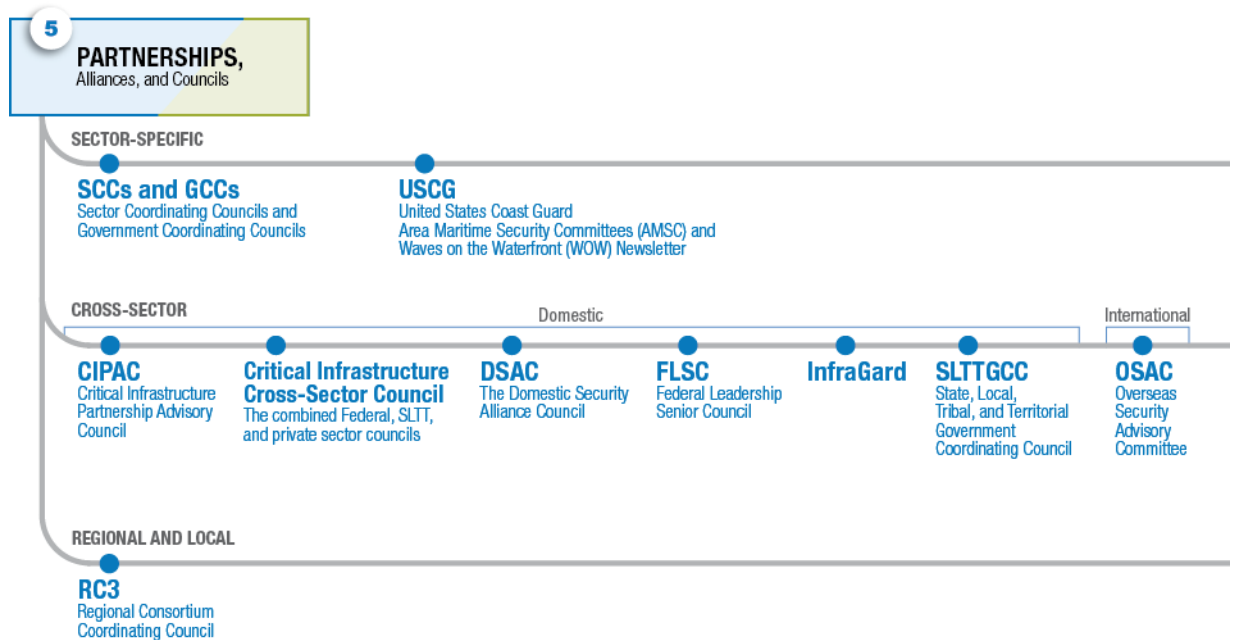 5
PARTNERSHIPS,
Alliances, and Councils
SECTOR-SPECIFIC
SCCs and GCCs
Sector Coordinating Councils and
Government Coordinating Councils
USCG
United States Coast Guard
Area Maritime Security Committees (AMSC) and
Waves on the Waterfront (WOW) Newsletter
CROSS-SECTOR
Domestic
International
CIPAC
Critical Infrastructure
Partnership Advisory
Council
Critical Infrastructure
Cross-Sector Council
The combined Federal, SLTT,
and private sector councils
DSAC
The Domestic Security
Alliance Council
FLSC
Federal Leadership
Senior Council
InfraGard
SLTTGCC
State, Local,
Tribal, and Territorial
Government
Coordinating Council
OSAC
Overseas
Security
Advisory
Committee
REGIONAL AND LOCAL
RC3
Regional Consortium
Coordinating Council